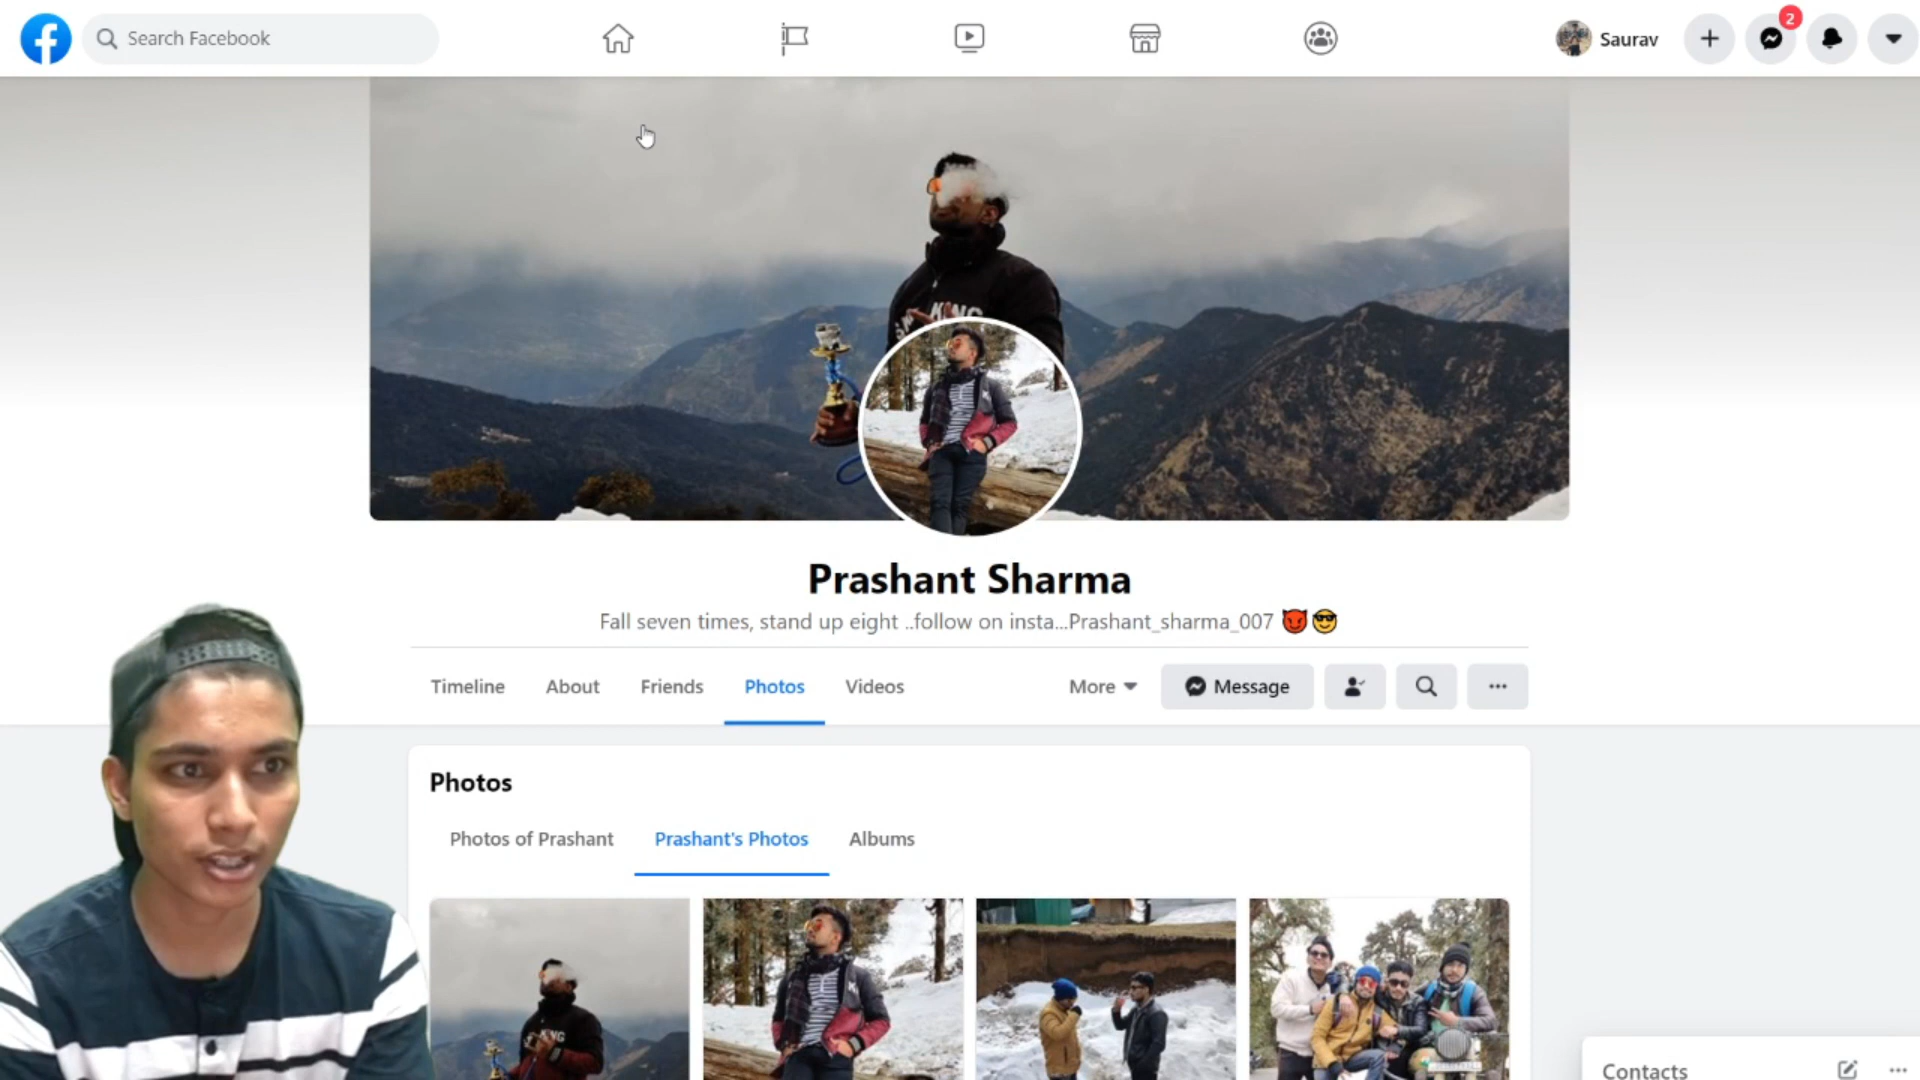 Search Facebook
Saurav
2
Prashant Sharma
Fall seven times, stand up eight ..follow on insta...Prashant_sharma_007 😈😎
Timeline
About
Friends
Photos
Videos
More
Message
Photos
Photos of Prashant
Prashant's Photos
Albums
Contacts